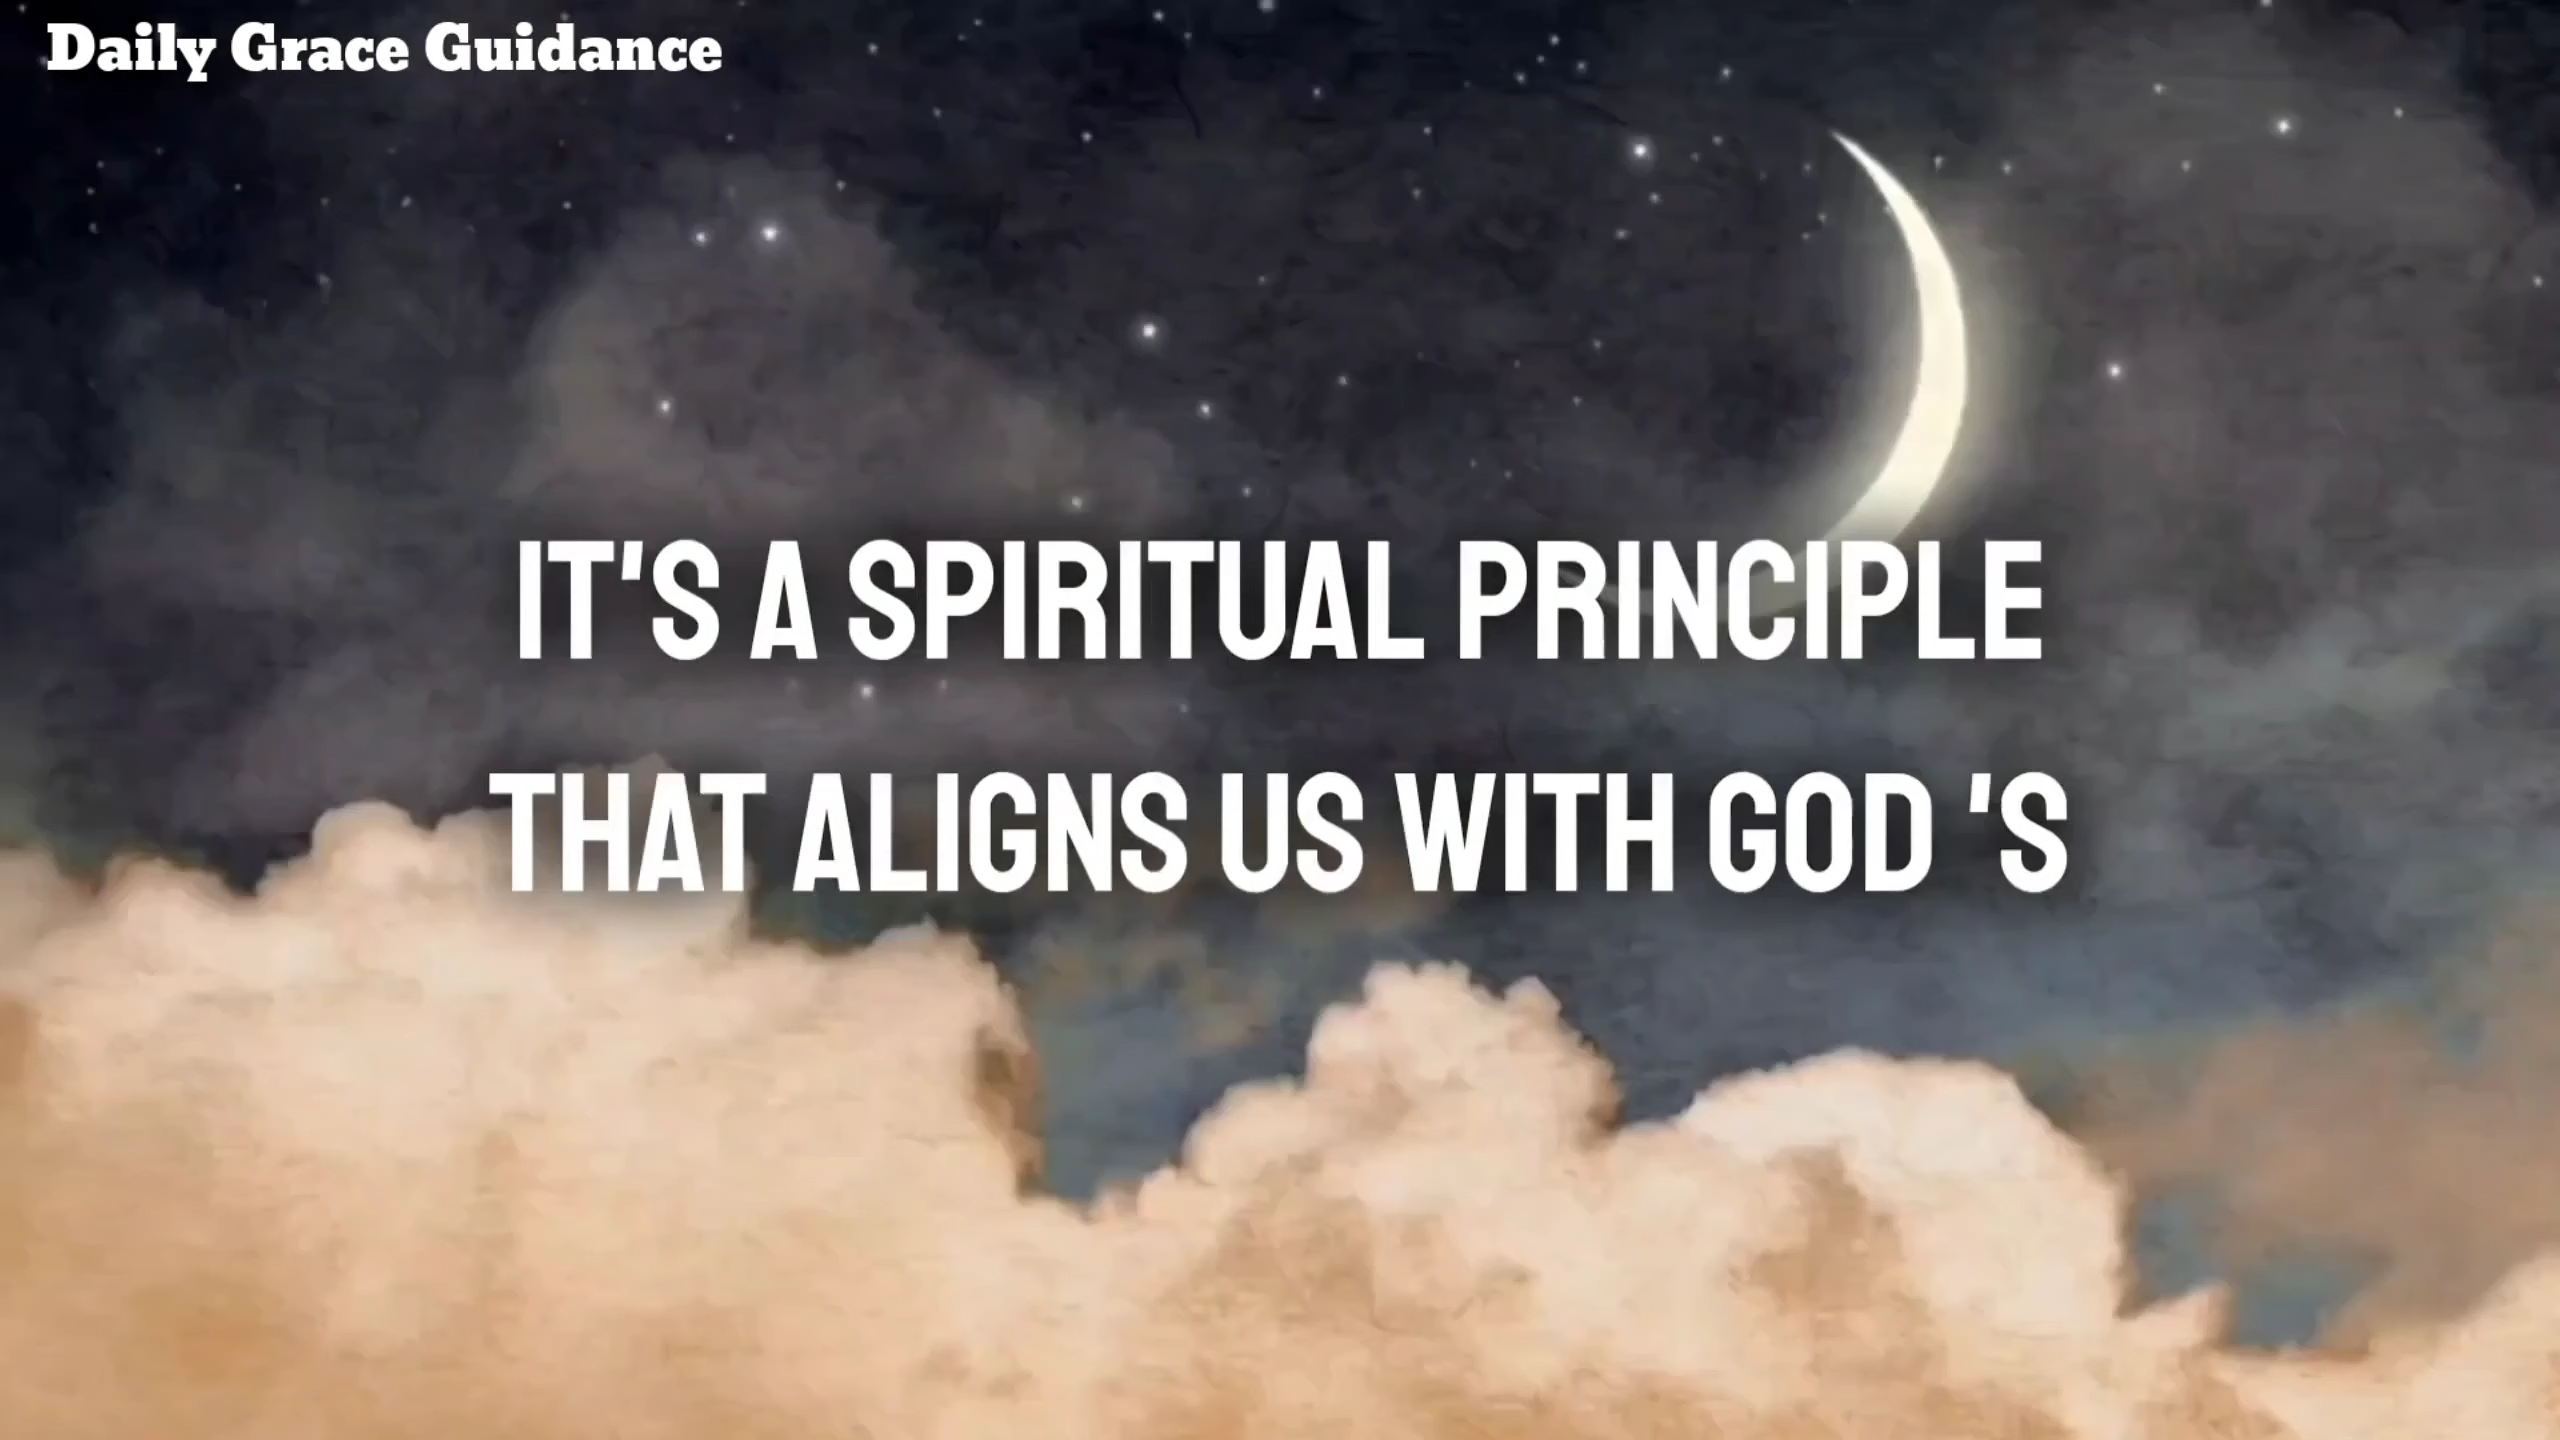 Daily Grace Guidance
IT'S A SPIRITUAL PRINCIPLE
THAT ALIGNS US WITH GOD 'S